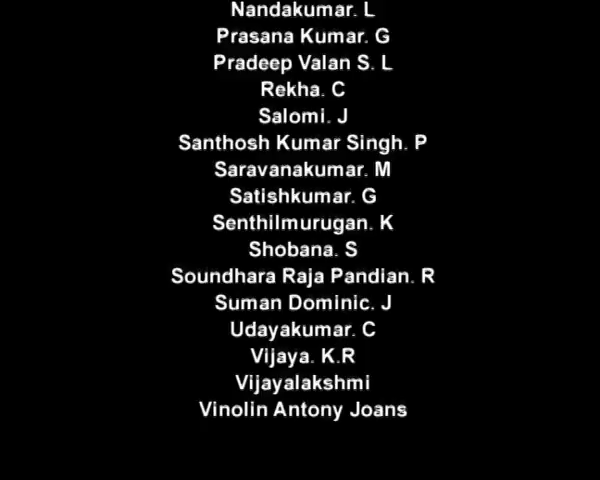 Nandakumar. L
Prasana Kumar. G
Pradeep Valan S. L
Rekha. C
Salomi. J
Santhosh Kumar Singh. P
Saravanakumar. M
Satishkumar. G
Senthilmurugan. K
Shobana. S
Soundhara Raja Pandian. R
Suman Dominic. J
Udayakumar. C
Vijaya. K.R
Vijayalakshmi
Vinolin Antony Joans